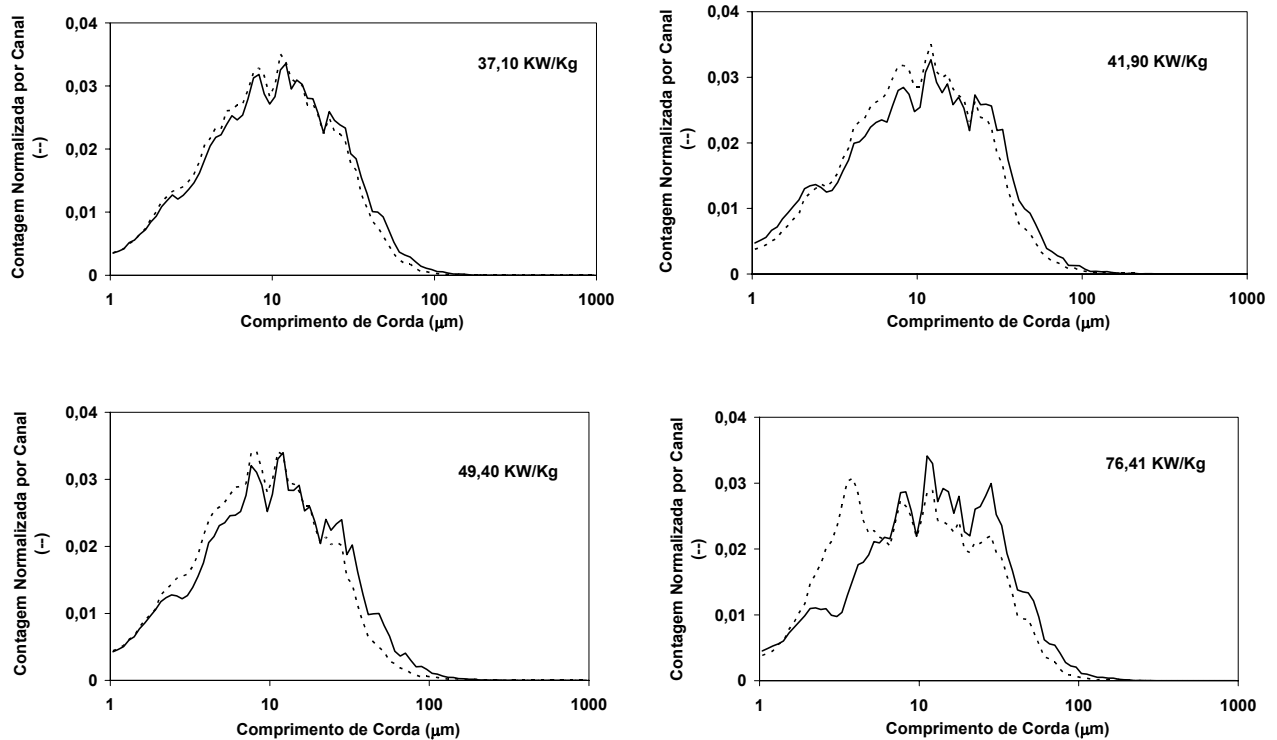 Contagem Normalizada por Canal
(--)
0,04
0,03
0,02
0,01
0
37,10 KW/Kg
1 10 100 1000
Comprimento de Corda (μm)
Contagem Normalizada por Canal
(--)
0,04
0,03
0,02
0,01
0
41,90 KW/Kg
1 10 100 1000
Comprimento de Corda (μm)
Contagem Normalizada por Canal
(--)
0,04
0,03
0,02
0,01
0
49,40 KW/Kg
1 10 100 1000
Comprimento de Corda (μm)
Contagem Normalizada por Canal
(--)
0,04
0,03
0,02
0,01
0
76,41 KW/Kg
1 10 100 1000
Comprimento de Corda (μm)